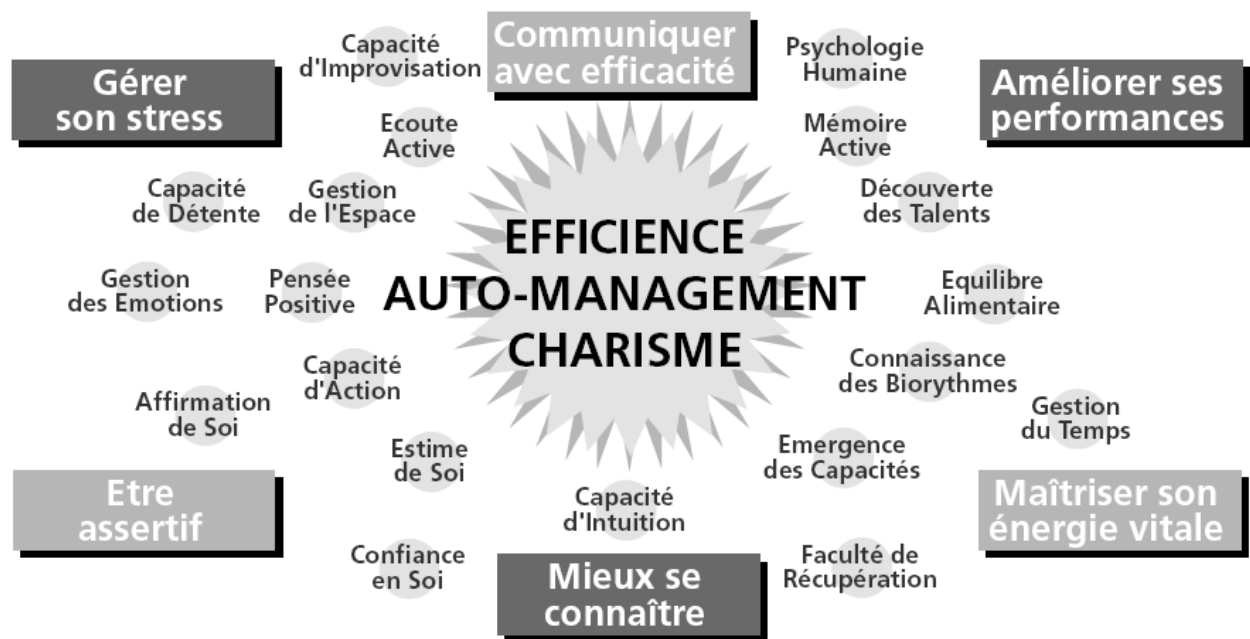 Communiquer
avec efficacité
Capacité
d'Improvisation
Psychologie
Humaine
Gérer
son stress
Améliorer ses
performances
Ecoute
Active
Mémoire
Active
Capacité
de Détente
Gestion
de l'Espace
Découverte
des Talents
EFFICIENCE
AUTO-MANAGEMENT
CHARISME
Gestion
des Emotions
Pensée
Positive
Equilibre
Alimentaire
Capacité
d'Action
Connaissance
des Biorythmes
Affirmation
de Soi
Gestion
du Temps
Estime
de Soi
Emergence
des Capacités
Etre
assertif
Capacité
d'Intuition
Maîtriser son
énergie vitale
Confiance
en Soi
Mieux se
connaître
Faculté de
Récupération